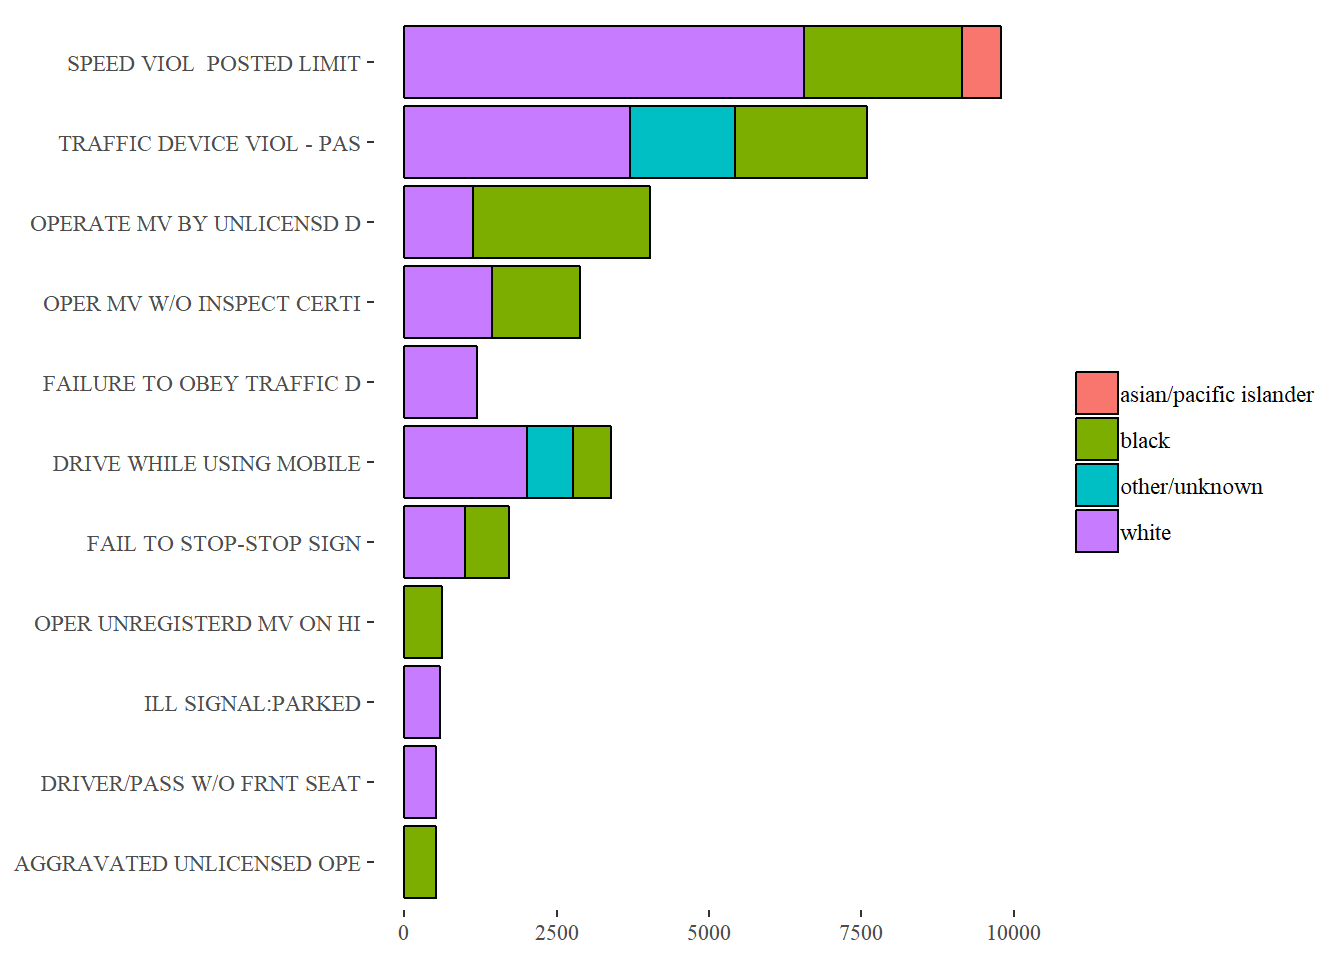 SPEED VIOL  POSTED LIMIT
TRAFFIC DEVICE VIOL - PAS
OPERATE MV BY UNLICENSD D
OPER MV W/O INSPECT CERTI
FAILURE TO OBEY TRAFFIC D
DRIVE WHILE USING MOBILE
FAIL TO STOP-STOP SIGN
OPER UNREGISTERD MV ON HI
ILL SIGNAL:PARKED
DRIVER/PASS W/O FRNT SEAT
AGGRAVATED UNLICENSED OPE
0 2500 5000 7500 10000
asian/pacific islander
black
other/unknown
white